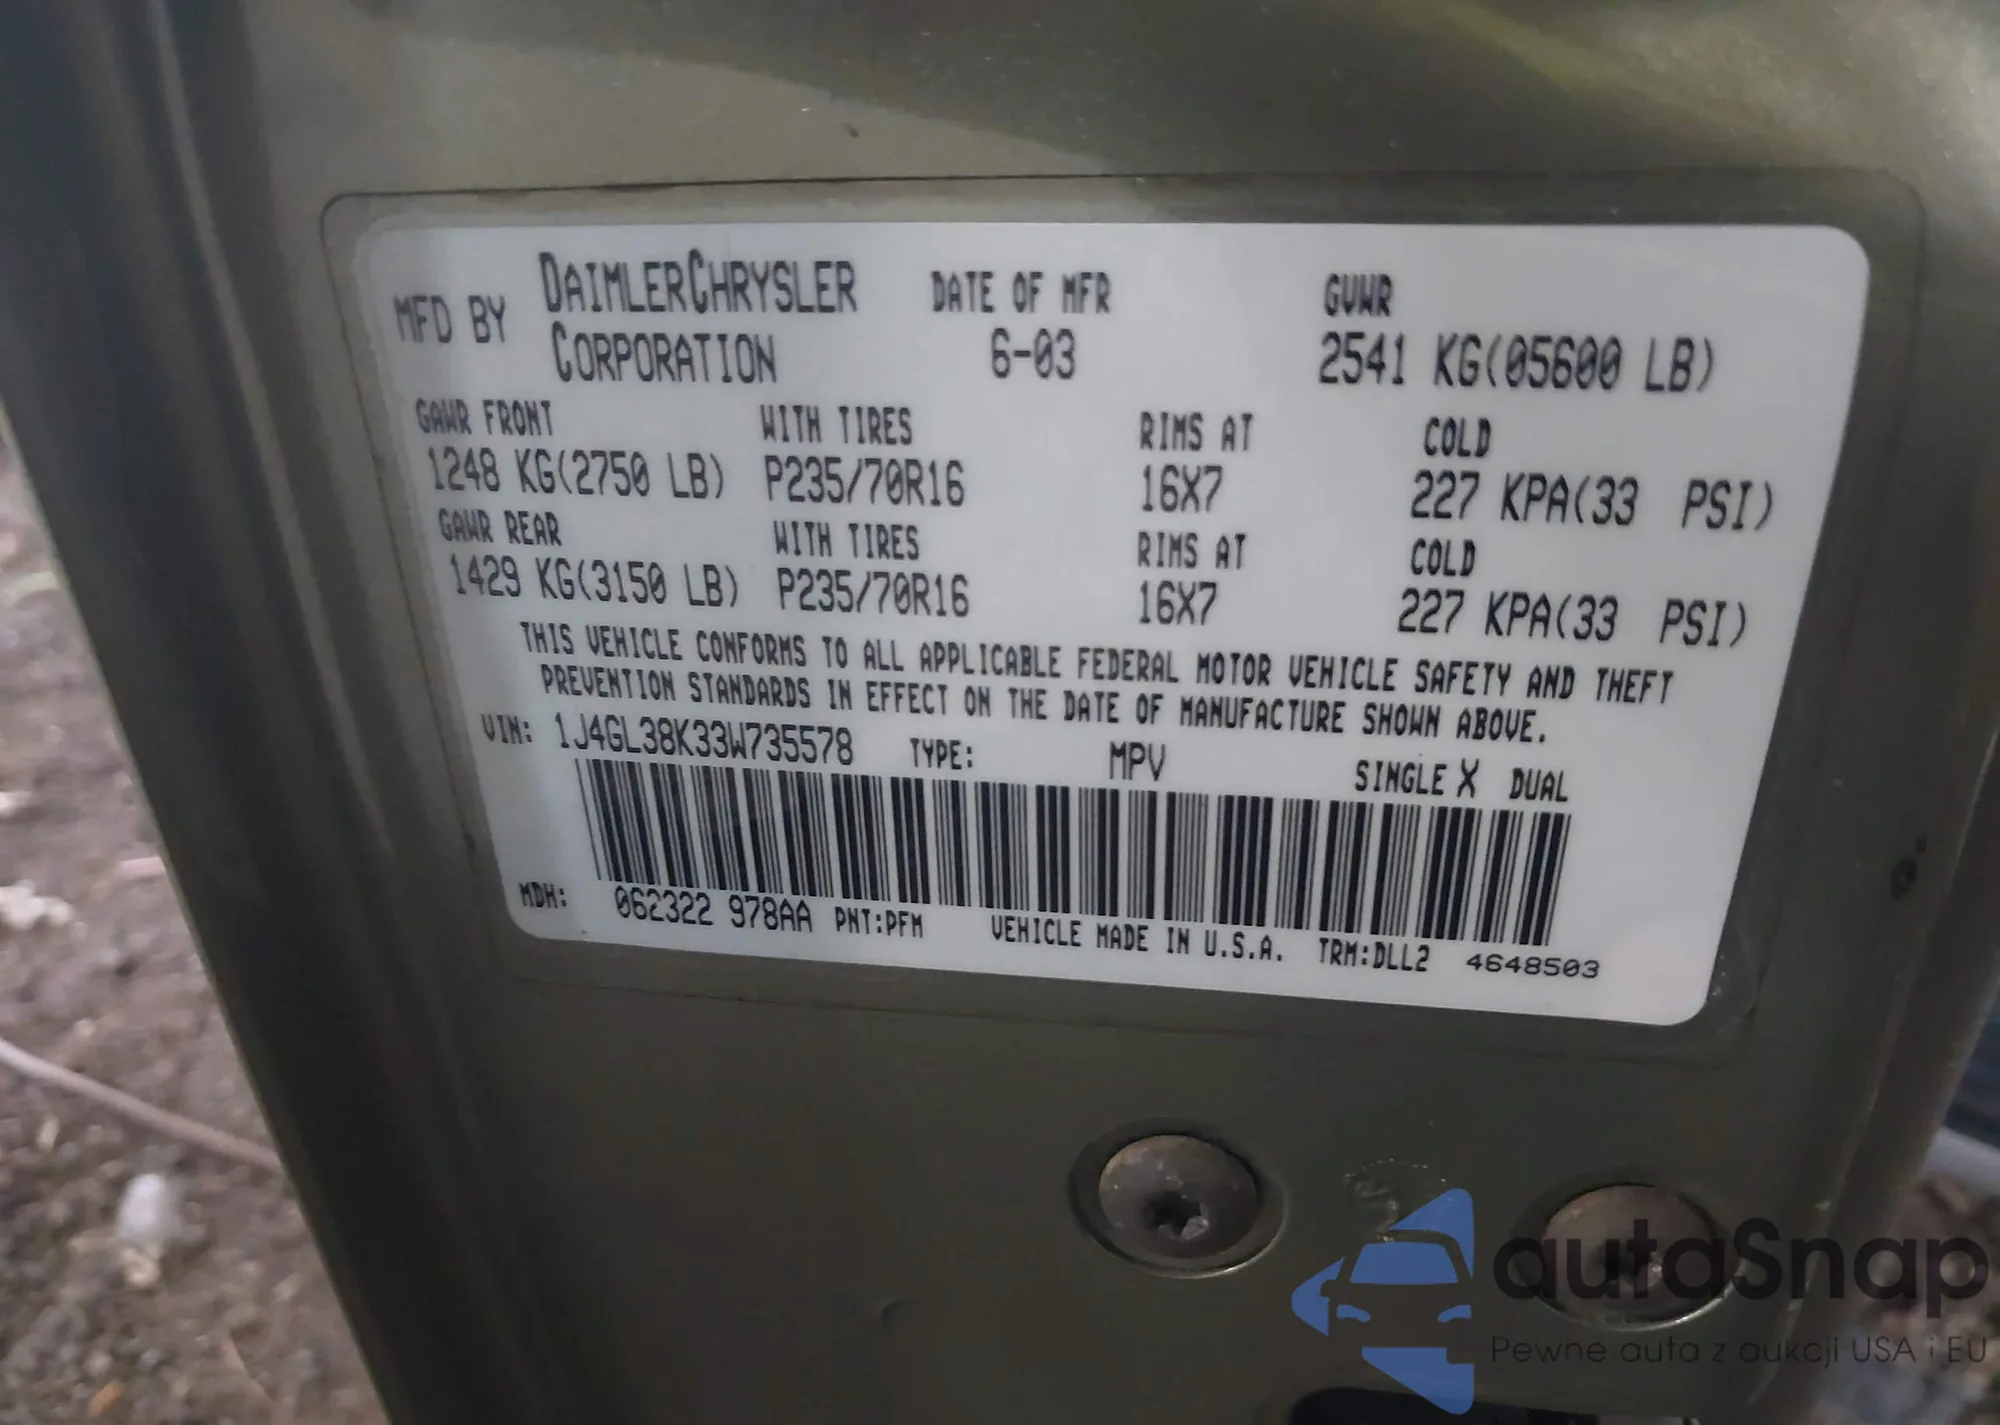 MFD BY DAIMLERCHRYSLER CORPORATION DATE OF MFR 6-03 GVWR 2541 KG(05600 LB)
GAWR FRONT WITH TIRES RIMS AT COLD
1248 KG(2750 LB) P235/70R16 16X7 227 KPA(33 PSI)
GAWR REAR WITH TIRES RIMS AT COLD
1429 KG(3150 LB) P235/70R16 16X7 227 KPA(33 PSI)
THIS VEHICLE CONFORMS TO ALL APPLICABLE FEDERAL MOTOR VEHICLE SAFETY AND THEFT
PREVENTION STANDARDS IN EFFECT ON THE DATE OF MANUFACTURE SHOWN ABOVE.
VIN: 1J4GL38K33W735578 TYPE: MPV SINGLE X DUAL
MDH: 062322 978AA PNT:PFM VEHICLE MADE IN U.S.A. TRM:DLL2 4648503
autaSnap
Pewne auta z aukcji USA i EU